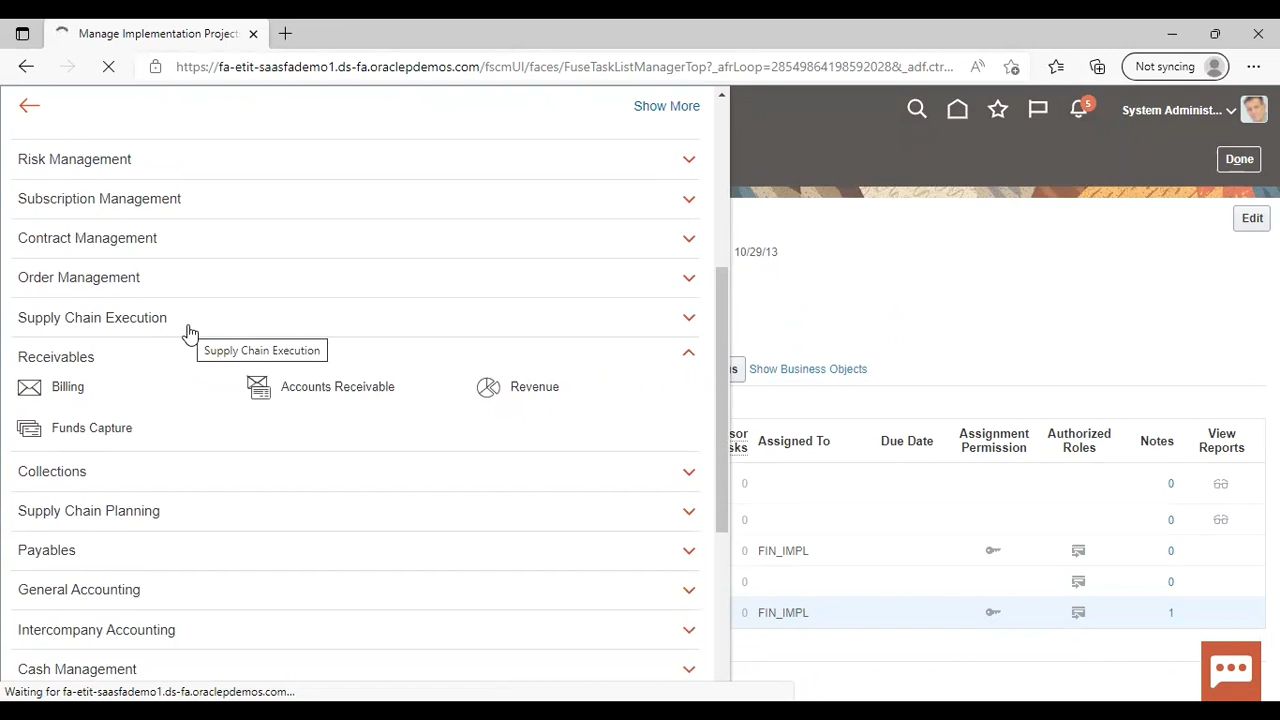 Manage Implementation Project
https://fa-etit-saasfademo1.ds-fa.oraclepdemos.com/fscmUI/faces/FuseTaskListManagerTop?_afrLoop=28549864198592028&_adf.ctr...
Not syncing
Show More
5
System Administ...
Done
Risk Management
Subscription Management
Contract Management
Order Management
Supply Chain Execution
Supply Chain Execution
Receivables
Billing
Accounts Receivable
Revenue
Funds Capture
Collections
Supply Chain Planning
Payables
General Accounting
Intercompany Accounting
Cash Management
Waiting for fa-etit-saasfademo1.ds-fa.oraclepdemos.com...
Edit
10/29/13
us Show Business Objects
Assigned To Due Date Assignment Permission Authorized Roles Notes View Reports
0 0
0 0
0 FIN_IMPL 0
0 0
0 FIN_IMPL 1